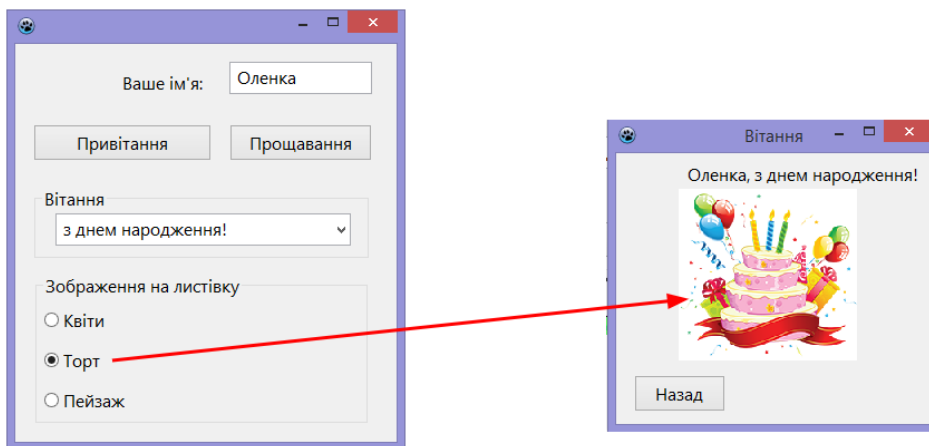 Ваше ім'я:
Оленка
Привітання
Прощавання
Вітання
з днем народження!
Зображення на листівку
Квіти
Торт
Пейзаж
Вітання
Оленка, з днем народження!
Назад